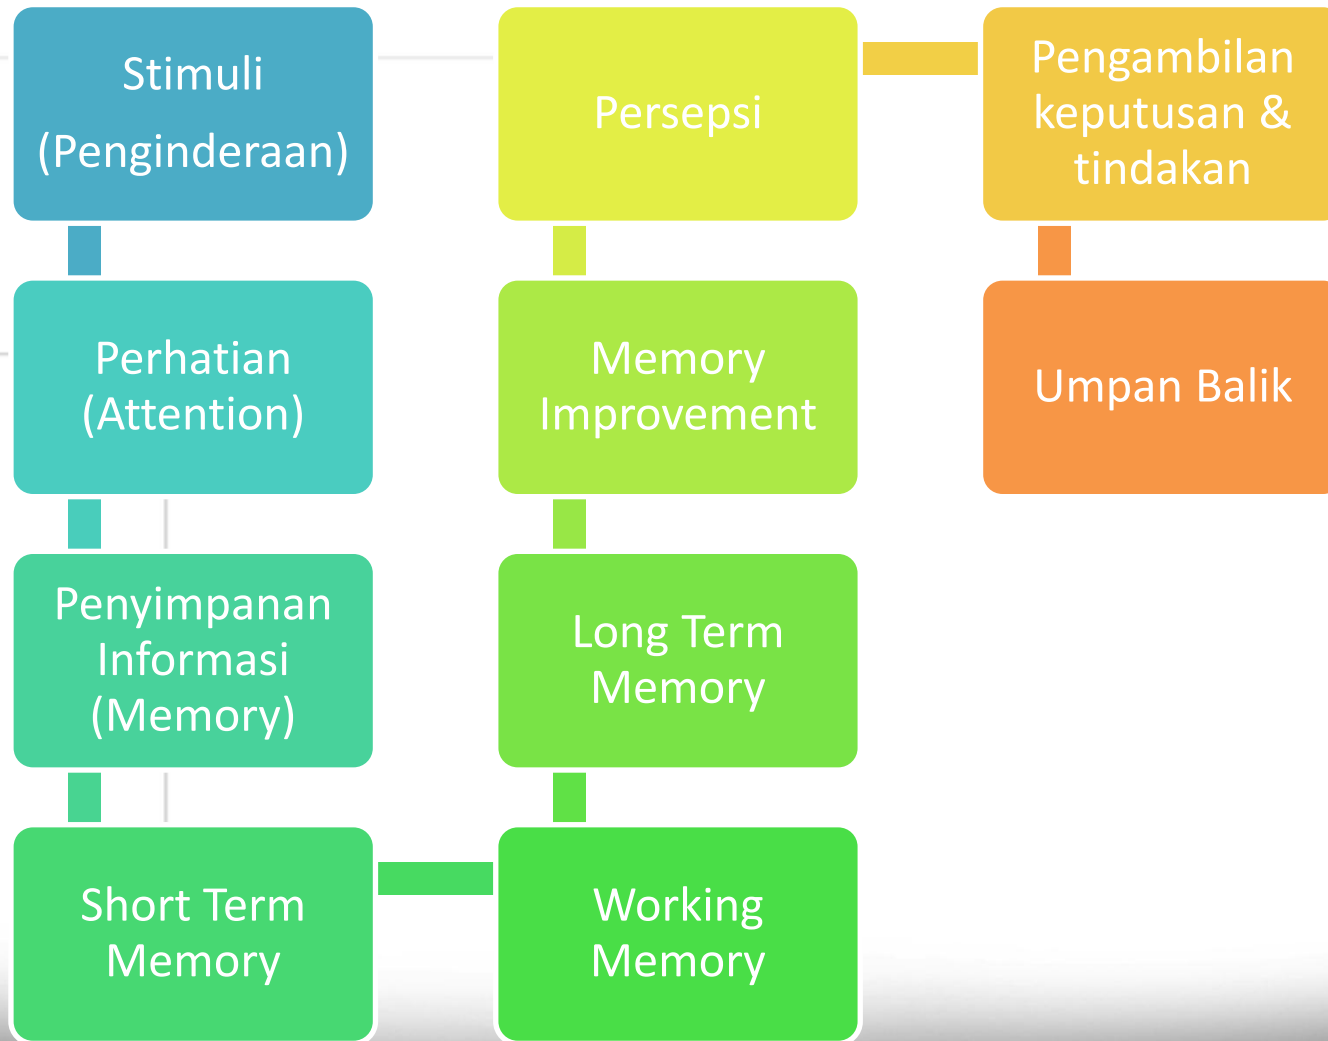 Stimuli
(Penginderaan)
Perhatian
(Attention)
Penyimpanan
Informasi
(Memory)
Short Term
Memory
Working
Memory
Long Term
Memory
Memory
Improvement
Persepsi
Pengambilan
keputusan &
tindakan
Umpan Balik